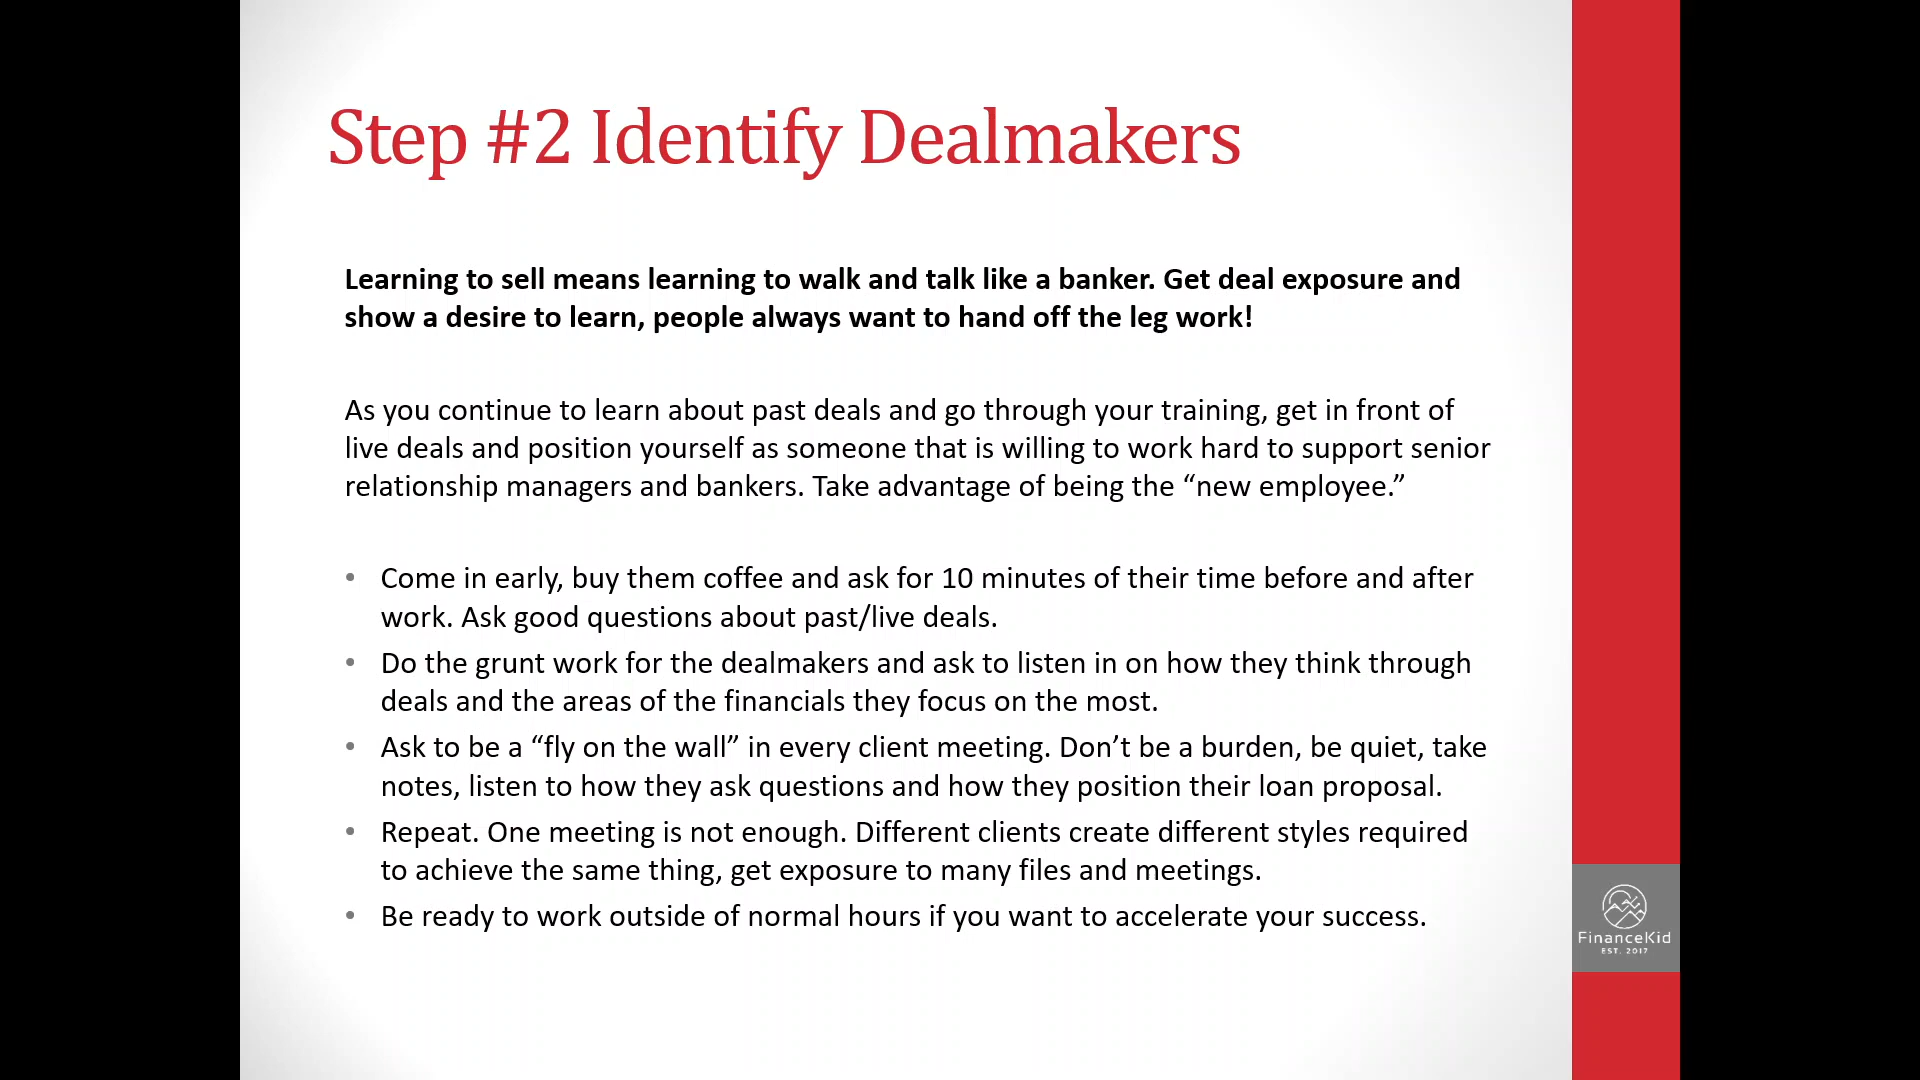 Step #2 Identify Dealmakers
Learning to sell means learning to walk and talk like a banker. Get deal exposure and
show a desire to learn, people always want to hand off the leg work!
As you continue to learn about past deals and go through your training, get in front of
live deals and position yourself as someone that is willing to work hard to support senior
relationship managers and bankers. Take advantage of being the “new employee.”
• Come in early, buy them coffee and ask for 10 minutes of their time before and after
work. Ask good questions about past/live deals.
• Do the grunt work for the dealmakers and ask to listen in on how they think through
deals and the areas of the financials they focus on the most.
• Ask to be a “fly on the wall” in every client meeting. Don’t be a burden, be quiet, take
notes, listen to how they ask questions and how they position their loan proposal.
• Repeat. One meeting is not enough. Different clients create different styles required
to achieve the same thing, get exposure to many files and meetings.
• Be ready to work outside of normal hours if you want to accelerate your success.
FinanceKid
EST. 2017